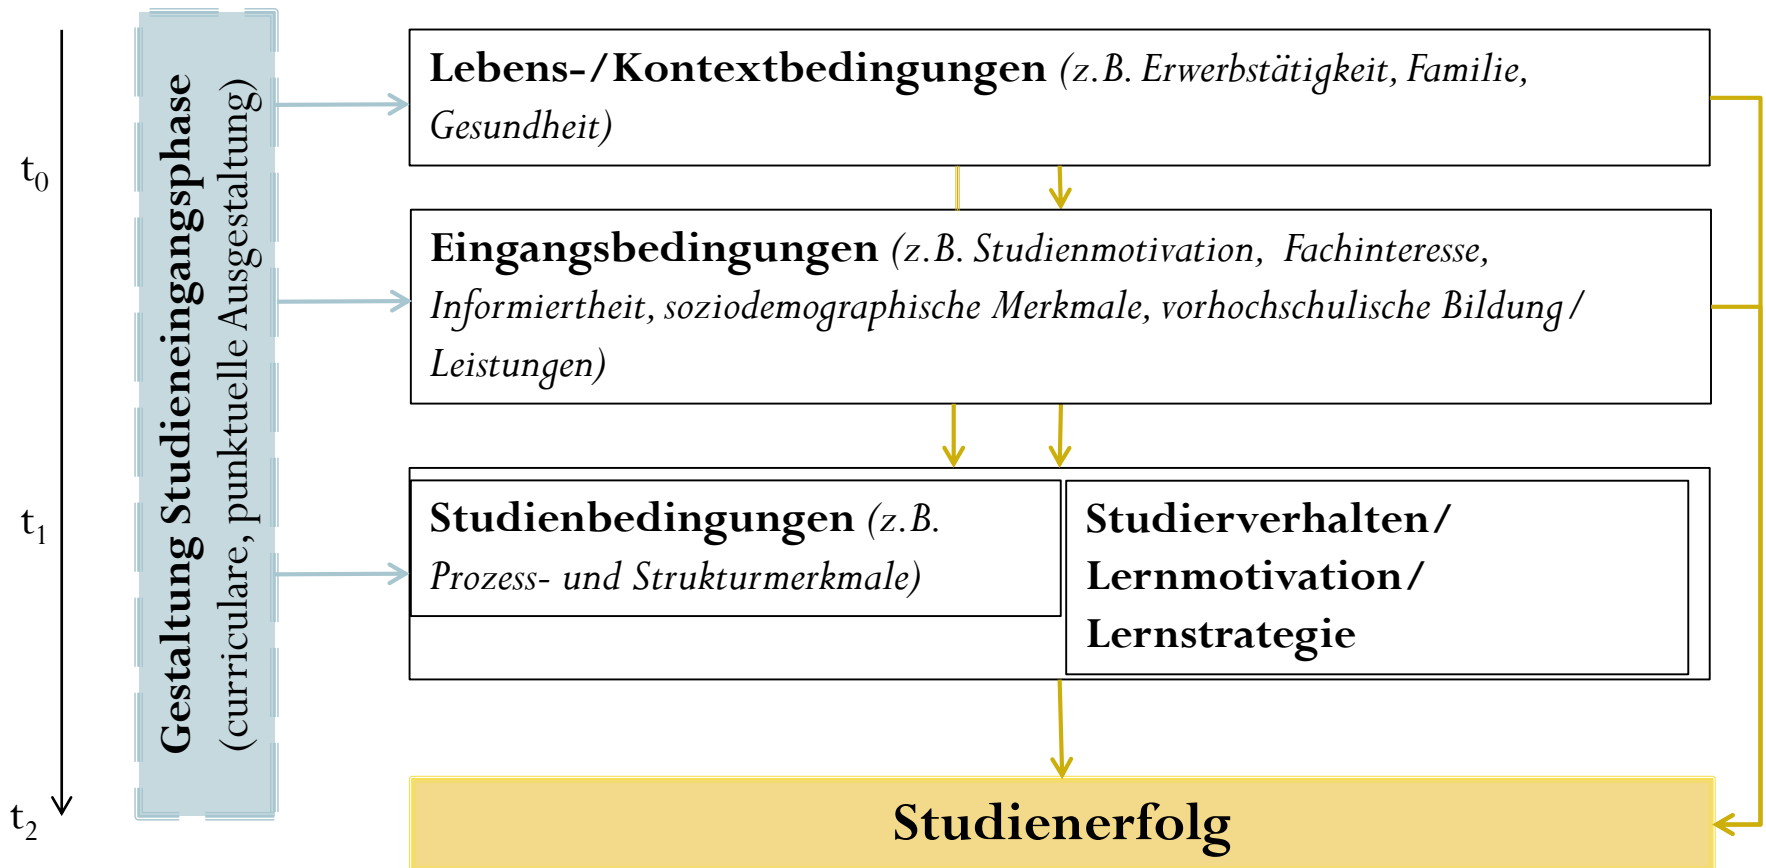 t0
t1
t2
Gestaltung Studieneingangsphase
(curriculare, punktuelle Ausgestaltung)
Lebens-/Kontextbedingungen (z.B. Erwerbstätigkeit, Familie,
Gesundheit)
Eingangsbedingungen (z.B. Studienmotivation, Fachinteresse,
Informiertheit, soziodemographische Merkmale, vorhochschulische Bildung/
Leistungen)
Studienbedingungen (z.B.
Prozess- und Strukturmerkmale)
Studierverhalten/
Lernmotivation/
Lernstrategie
Studienerfolg